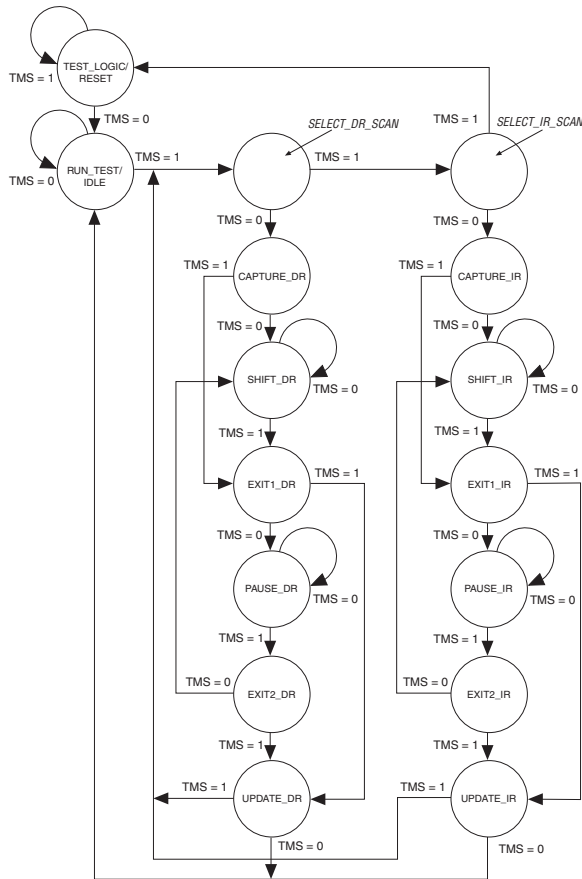 TEST_LOGIC/
RESET
TMS = 1
TMS = 0
RUN_TEST/
IDLE
TMS = 0
TMS = 1
SELECT_DR_SCAN
TMS = 1
TMS = 1
SELECT_IR_SCAN
TMS = 0
TMS = 0
TMS = 1
CAPTURE_DR
TMS = 1
CAPTURE_IR
TMS = 0
TMS = 0
SHIFT_DR
TMS = 0
SHIFT_IR
TMS = 0
TMS = 1
TMS = 1
EXIT1_DR
TMS = 1
EXIT1_IR
TMS = 1
TMS = 0
TMS = 0
PAUSE_DR
TMS = 0
PAUSE_IR
TMS = 0
TMS = 1
TMS = 1
TMS = 0
EXIT2_DR
TMS = 0
EXIT2_IR
TMS = 1
TMS = 1
TMS = 1
UPDATE_DR
TMS = 1
UPDATE_IR
TMS = 0
TMS = 0